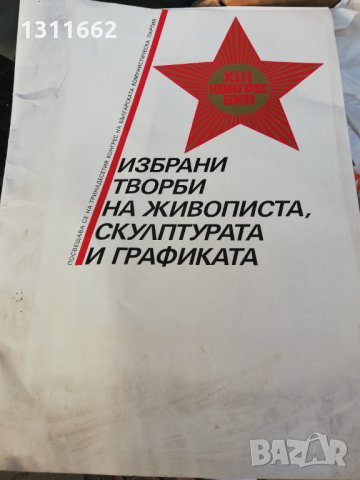 1311662
XIII
КОНГРЕС
БКП
ПОСВЕЩАВА СЕ НА ТРИНАДЕСЕТИЯ КОНГРЕС НА БЪЛГАРСКАТА КОМУНИСТИЧЕСКА ПАРТИЯ
ИЗБРАНИ
ТВОРБИ
НА ЖИВОПИСТА,
СКУЛПТУРАТА
И ГРАФИКАТА
BAZAR